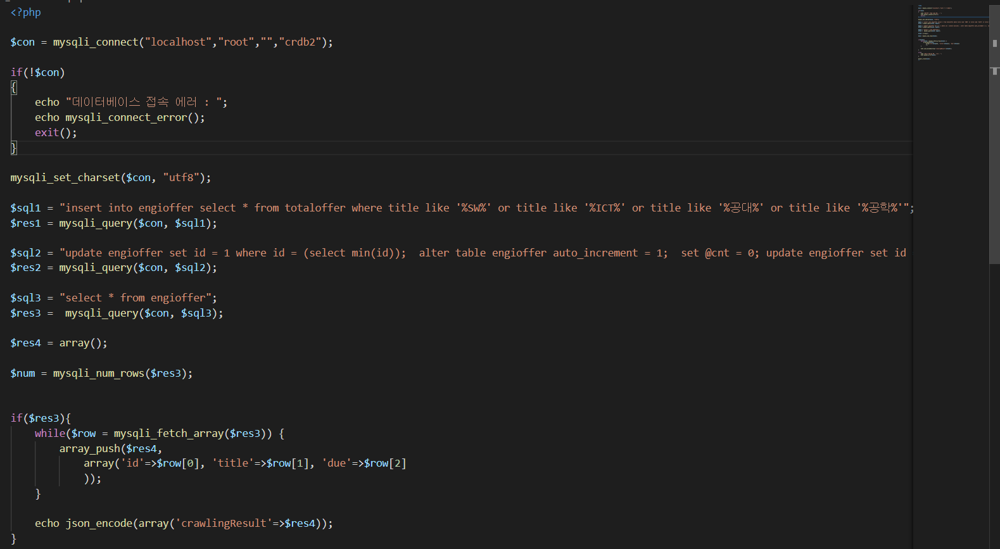 <?php
$con = mysqli_connect("localhost","root","","crdb2");
if(!$con)
{
echo "데이터베이스 접속 에러 : ";
echo mysqli_connect_error();
exit();
}
mysqli_set_charset($con, "utf8");
$sql1 = "insert into engioffer select * from totaloffer where title like '%SW%' or title like '%ICT%' or title like '%공대%' or title like '%공학%'";
$res1 = mysqli_query($con, $sql1);
$sql2 = "update engioffer set id = 1 where id = (select min(id));  alter table engioffer auto_increment = 1;  set @cnt = 0; update engioffer set id
$res2 = mysqli_query($con, $sql2);
$sql3 = "select * from engioffer";
$res3 =  mysqli_query($con, $sql3);
$res4 = array();
$num = mysqli_num_rows($res3);
if($res3){
while($row = mysqli_fetch_array($res3)) {
array_push($res4,
array('id'=>$row[0], 'title'=>$row[1], 'due'=>$row[2]
));
}
echo json_encode(array('crawlingResult'=>$res4));
}